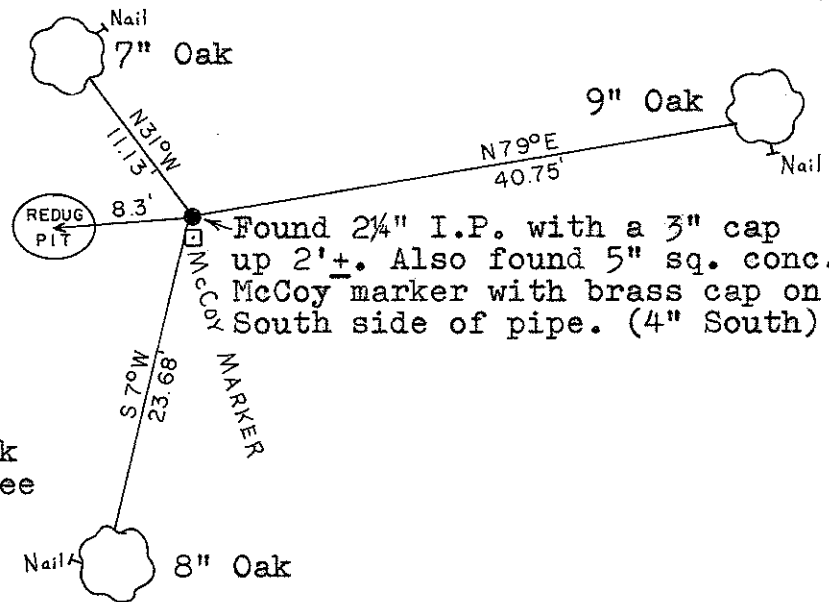 Nail
7" Oak
9" Oak
Nail
N31°W
11.13'
N79°E
40.75'
REDUG
PIT
8.3'
Found 2¼" I.P. with a 3" cap
up 2'±. Also found 5" sq. conc.
McCoy marker with brass cap on
South side of pipe. (4" South)
McCOY MARKER
S 7°W
23.68'
k
ee
Nail
8" Oak